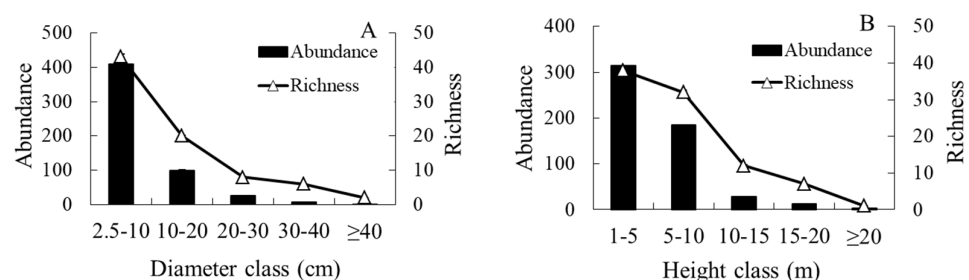 A
500
400
300
200
100
0
Abundance
50
40
30
20
10
0
Richness
Abundance
Richness
2.5-10 10-20 20-30 30-40 ≥40
Diameter class (cm)
B
400
300
200
100
0
Abundance
50
40
30
20
10
0
Richness
Abundance
Richness
1-5 5-10 10-15 15-20 ≥20
Height class (m)